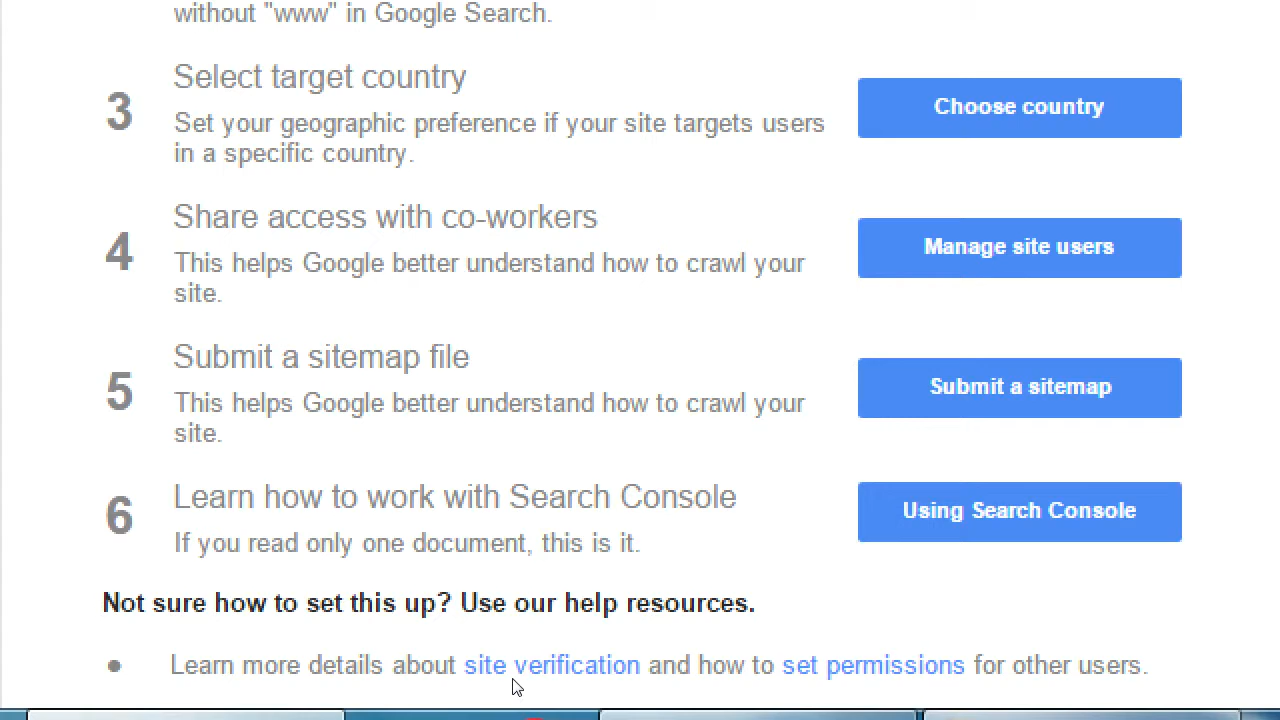 without "www" in Google Search.
3
Select target country
Set your geographic preference if your site targets users
in a specific country.
Choose country
4
Share access with co-workers
This helps Google better understand how to crawl your
site.
Manage site users
5
Submit a sitemap file
This helps Google better understand how to crawl your
site.
Submit a sitemap
6
Learn how to work with Search Console
If you read only one document, this is it.
Using Search Console
Not sure how to set this up? Use our help resources.
● Learn more details about site verification and how to set permissions for other users.